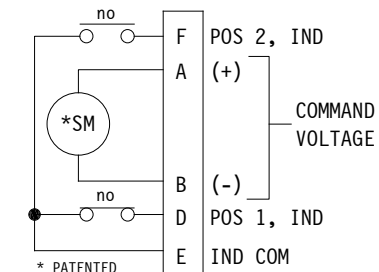 no
F POS 2, IND
A (+)
*SM
COMMAND
VOLTAGE
B (-)
no
D POS 1, IND
E IND COM
* PATENTED